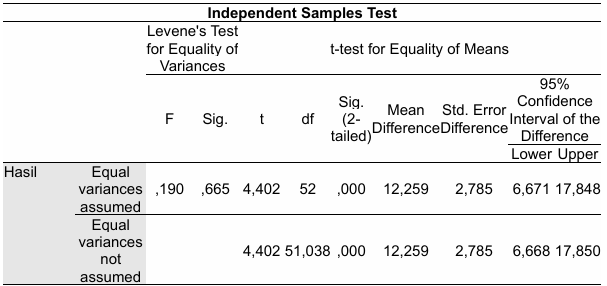 Independent Samples Test
Levene's Test
for Equality of
Variances
t-test for Equality of Means
F
Sig.
t
df
Sig.
(2-
tailed)
Mean
Difference
Std. Error
Difference
95%
Confidence
Interval of the
Difference
Lower Upper
Hasil
Equal
variances
assumed
,190 ,665 4,402 52 ,000 12,259 2,785 6,671 17,848
Equal
variances
not
assumed
4,402 51,038 ,000 12,259 2,785 6,668 17,850